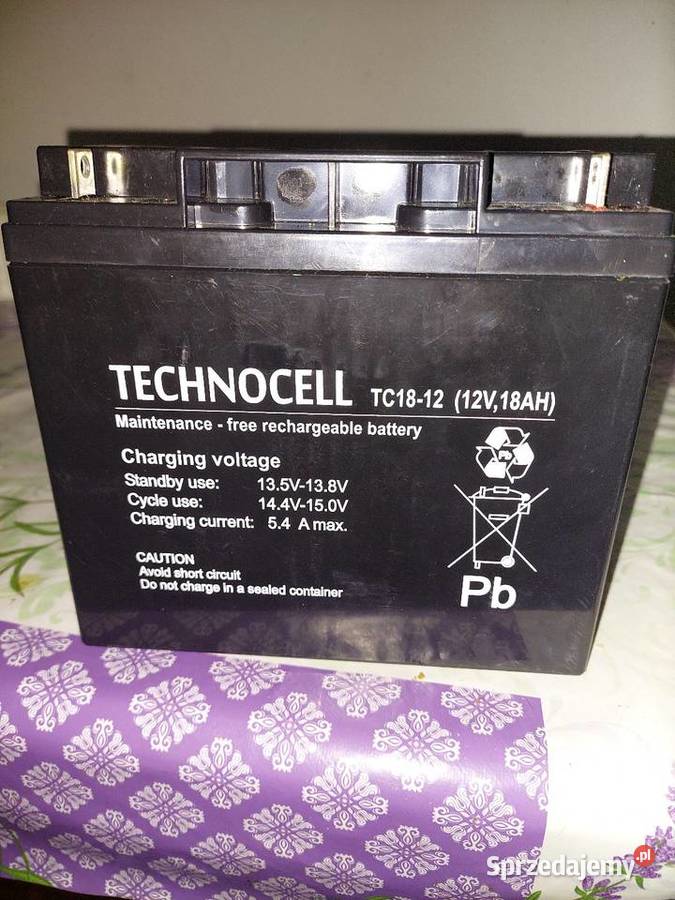 TECHNOCELL TC18-12 (12V,18AH)
Maintenance - free rechargeable battery
Charging voltage
Standby use: 13.5V-13.8V
Cycle use: 14.4V-15.0V
Charging current: 5.4 A max.
Pb
CAUTION
Avoid short circuit
Do not charge in a sealed container
Pb
Sprzedajemy.pl